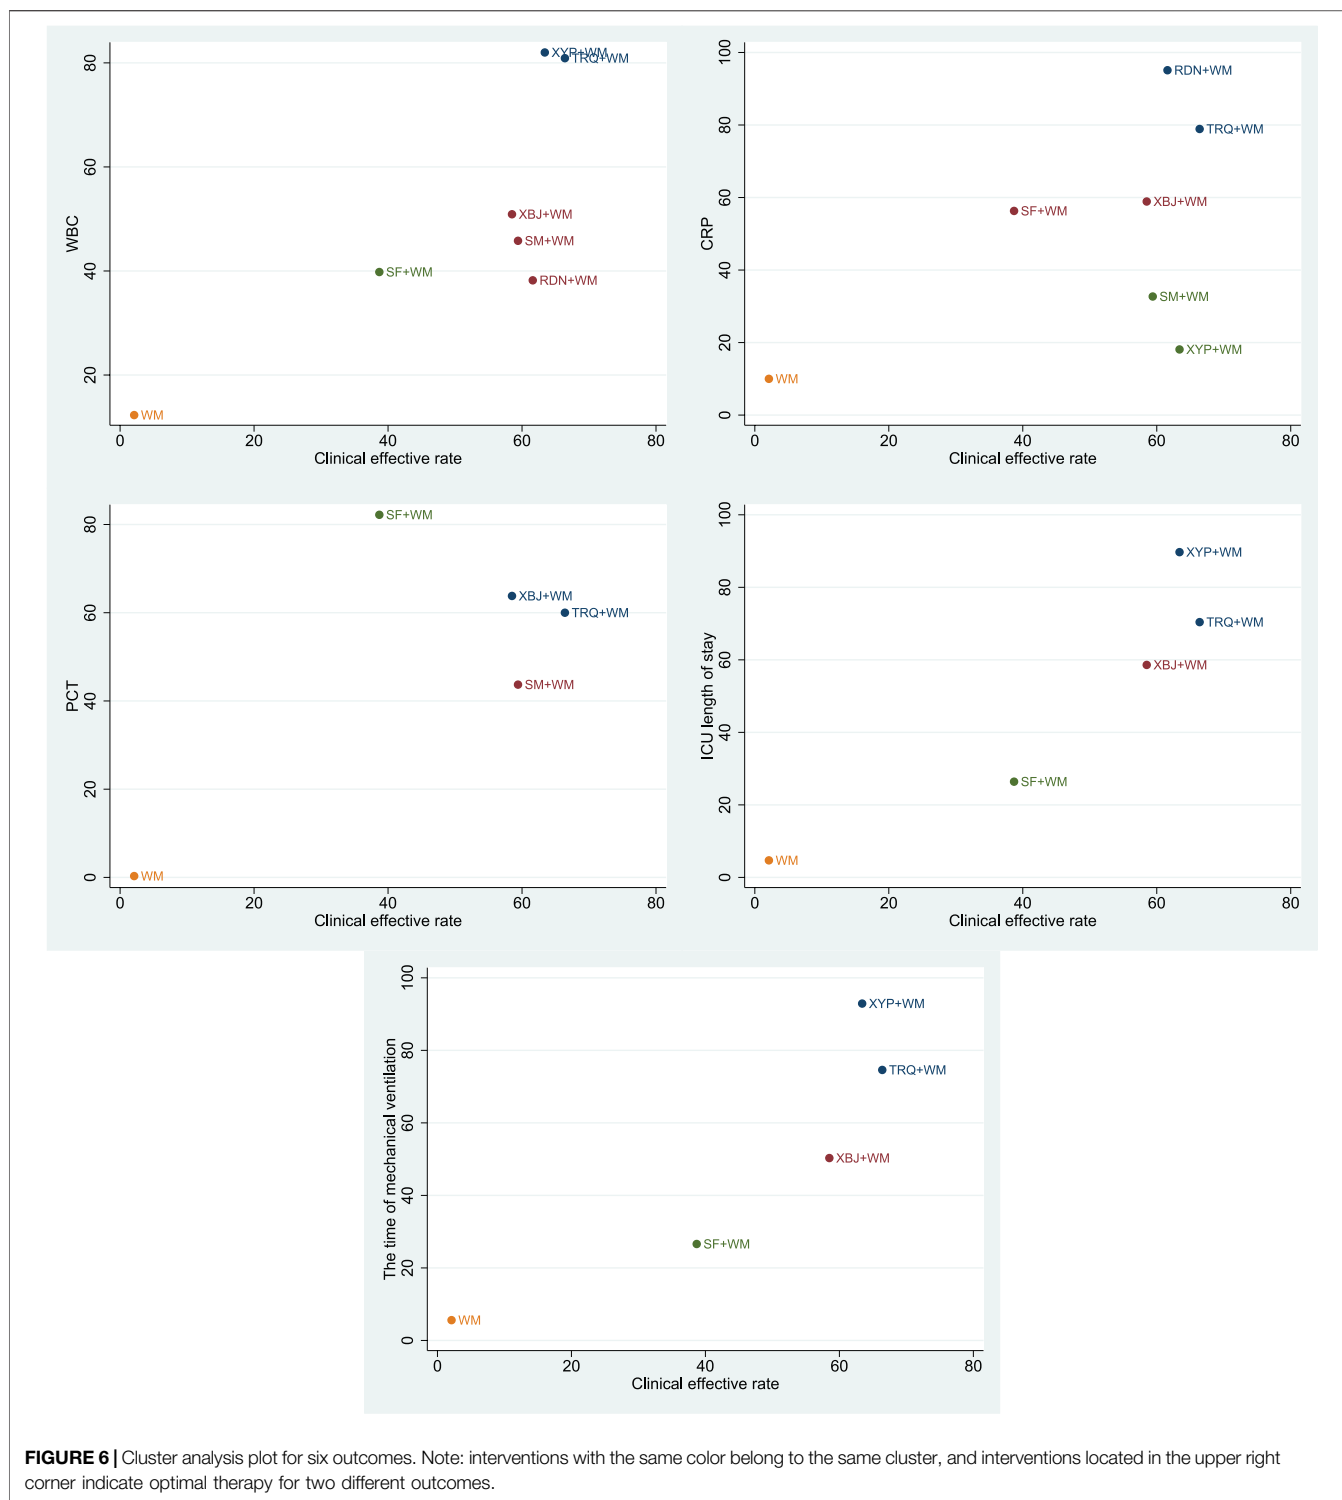 WBC
80
60
40
20
XYP+WM
TRQ+WM
XBJ+WM
SM+WM
SF+WM
RDN+WM
WM
0 20 40 60 80
Clinical effective rate
CRP
100
80
60
40
20
0
RDN+WM
TRQ+WM
XBJ+WM
SF+WM
SM+WM
XYP+WM
WM
0 20 40 60 80
Clinical effective rate
PCT
80
60
40
20
0
SF+WM
XBJ+WM
TRQ+WM
SM+WM
WM
0 20 40 60 80
Clinical effective rate
ICU length of stay
100
80
60
40
20
0
XYP+WM
TRQ+WM
XBJ+WM
SF+WM
WM
0 20 40 60 80
Clinical effective rate
The time of mechanical ventilation
100
80
60
40
20
0
XYP+WM
TRQ+WM
XBJ+WM
SF+WM
WM
0 20 40 60 80
Clinical effective rate
FIGURE 6 | Cluster analysis plot for six outcomes. Note: interventions with the same color belong to the same cluster, and interventions located in the upper right
corner indicate optimal therapy for two different outcomes.